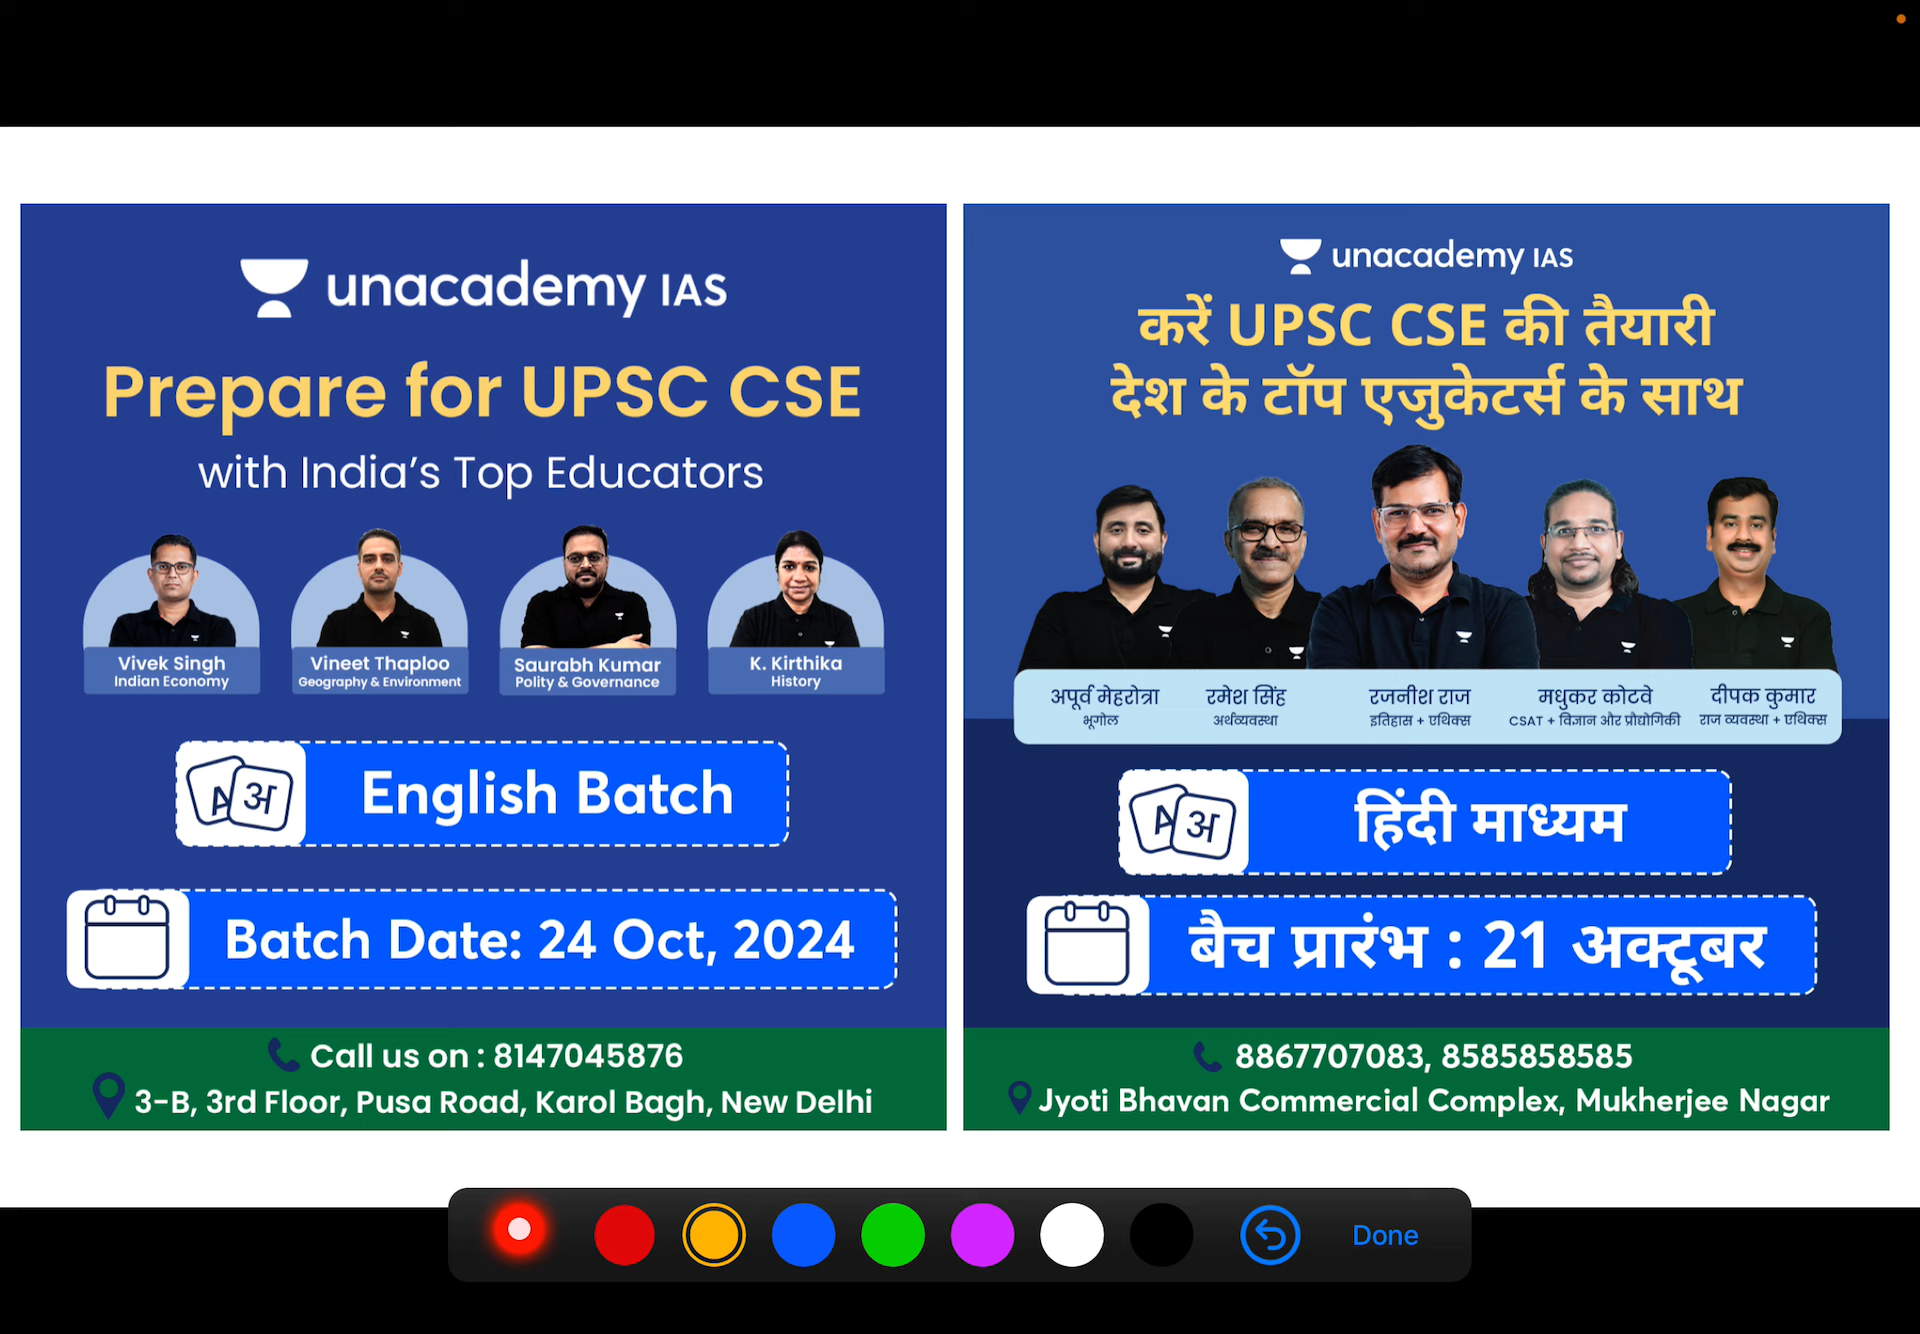 unacademy IAS
Prepare for UPSC CSE
with India's Top Educators
Vivek Singh
Indian Economy
Vineet Thaploo
Geography & Environment
Saurabh Kumar
Polity & Governance
K. Kirthika
History
A अ
English Batch
Batch Date: 24 Oct, 2024
Call us on : 8147045876
3-B, 3rd Floor, Pusa Road, Karol Bagh, New Delhi
unacademy IAS
करें UPSC CSE की तैयारी
देश के टॉप एजुकेटर्स के साथ
अपूर्व मेहरोत्रा
भूगोल
रमेश सिंह
अर्थव्यवस्था
रजनीश राज
इतिहास + एथिक्स
मधुकर कोटवे
CSAT + विज्ञान और प्रौद्योगिकी
दीपक कुमार
राज व्यवस्था + एथिक्स
A अ
हिंदी माध्यम
बैच प्रारंभ : 21 अक्टूबर
8867707083, 8585858585
Jyoti Bhavan Commercial Complex, Mukherjee Nagar
Done